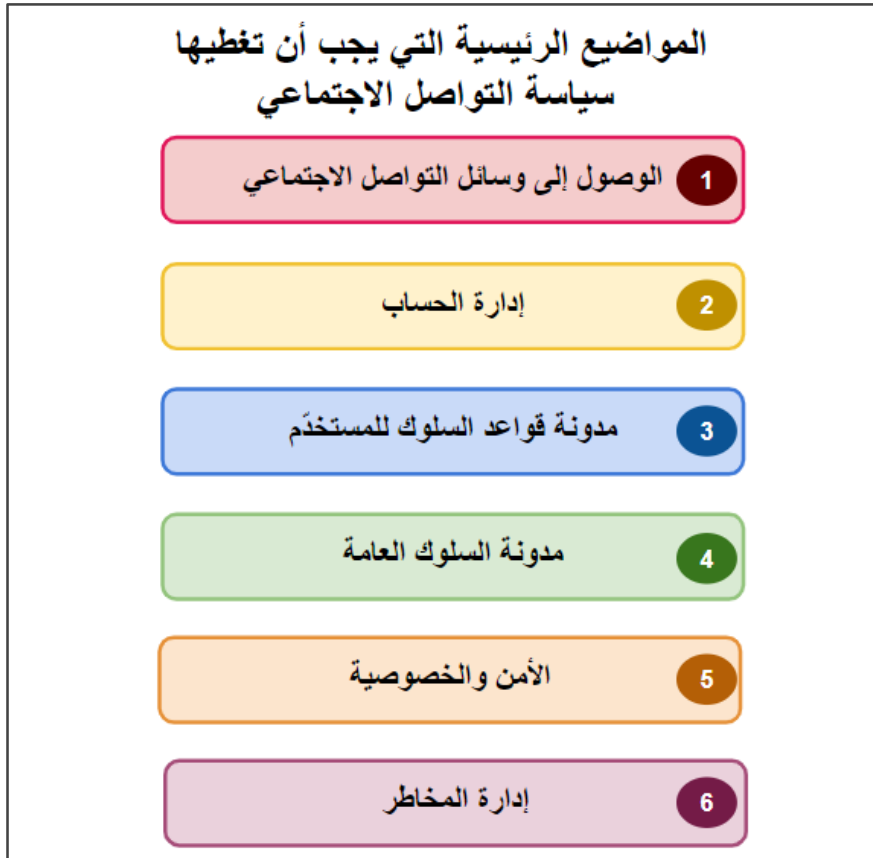 المواضيع الرئيسية التي يجب أن تغطيها
سياسة التواصل الاجتماعي
1 الوصول إلى وسائل التواصل الاجتماعي
2 إدارة الحساب
3 مدونة قواعد السلوك للمستخدّم
4 مدونة السلوك العامة
5 الأمن والخصوصية
6 إدارة المخاطر